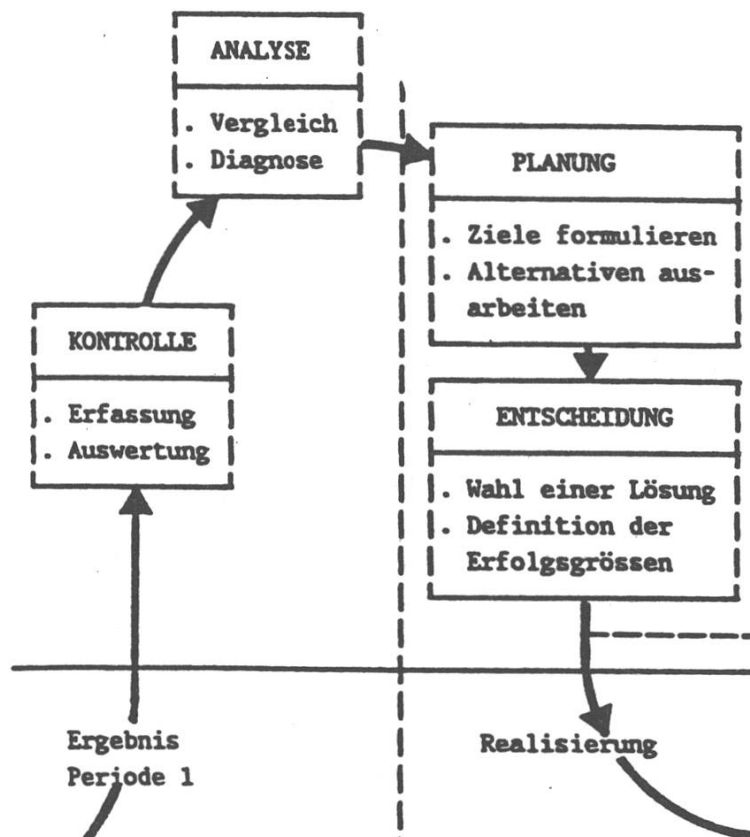 ANALYSE
. Vergleich
. Diagnose
PLANUNG
. Ziele formulieren
. Alternativen aus-
arbeiten
KONTROLLE
. Erfassung
. Auswertung
ENTSCHEIDUNG
. Wahl einer Lösung
. Definition der
Erfolgsgrössen
Ergebnis
Periode 1
Realisierung